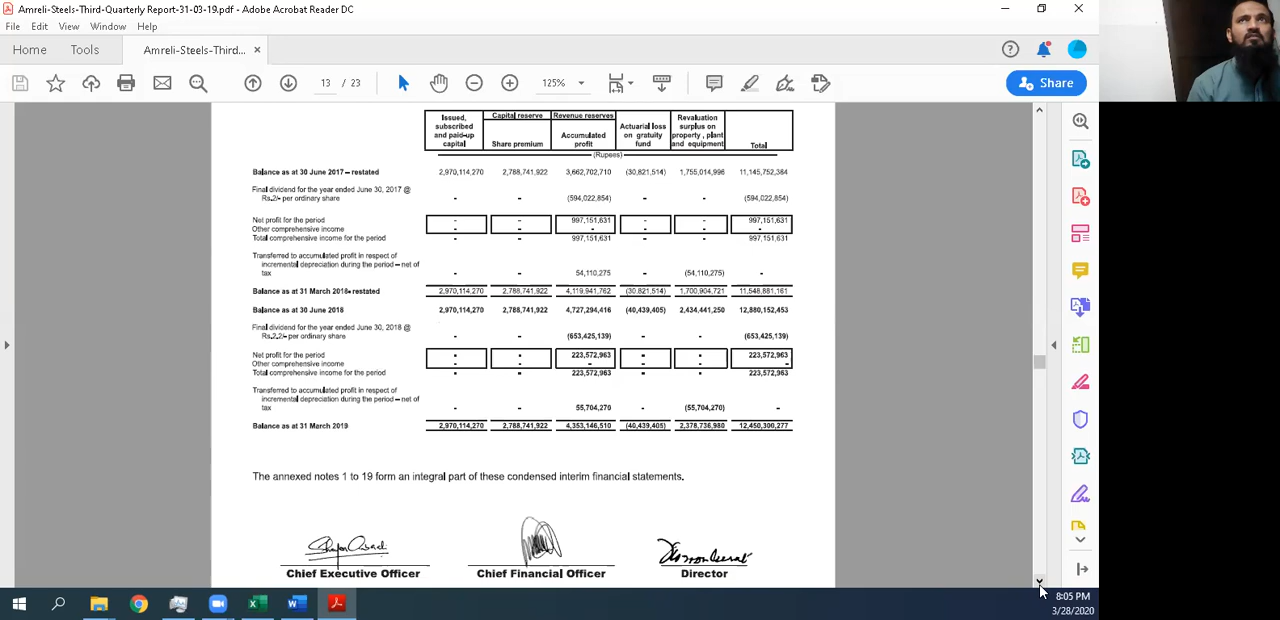 Amreli-Steels-Third-Quarterly Report-31-03-19.pdf - Adobe Acrobat Reader DC
File Edit View Window Help
Home Tools Amreli-Steels-Third... ×
13 / 23 125% Share
Issued, subscribed and paid-up capital Capital reserve Share premium Revenue reserves Accumulated profit Actuarial loss on gratuity fund Revaluation surplus on property, plant and equipment Total
(Rupees)
Balance as at 30 June 2017 – restated 2,970,114,270 2,788,741,922 3,662,702,710 (30,821,514) 1,755,014,996 11,145,752,384
Final dividend for the year ended June 30, 2017 @
Rs.2/- per ordinary share - - (594,022,854) - - (594,022,854)
Net profit for the period - - 997,151,631 - - 997,151,631
Other comprehensive income - - - - - -
Total comprehensive income for the period - - 997,151,631 - - 997,151,631
Transferred to accumulated profit in respect of
incremental depreciation during the period – net of
tax - - 54,110,275 - (54,110,275) -
Balance as at 31 March 2018- restated 2,970,114,270 2,788,741,922 4,119,941,762 (30,821,514) 1,700,904,721 11,548,881,161
Balance as at 30 June 2018 2,970,114,270 2,788,741,922 4,727,294,416 (40,439,405) 2,434,441,250 12,880,152,453
Final dividend for the year ended June 30, 2018 @
Rs.2.2/- per ordinary share - - (653,425,139) - - (653,425,139)
Net profit for the period - - 223,572,963 - - 223,572,963
Other comprehensive income - - - - - -
Total comprehensive income for the period - - 223,572,963 - - 223,572,963
Transferred to accumulated profit in respect of
incremental depreciation during the period – net of
tax - - 55,704,270 - (55,704,270) -
Balance as at 31 March 2019 2,970,114,270 2,788,741,922 4,353,146,510 (40,439,405) 2,378,736,980 12,450,300,277
The annexed notes 1 to 19 form an integral part of these condensed interim financial statements.
Chief Executive Officer Chief Financial Officer Director
8:05 PM
3/28/2020